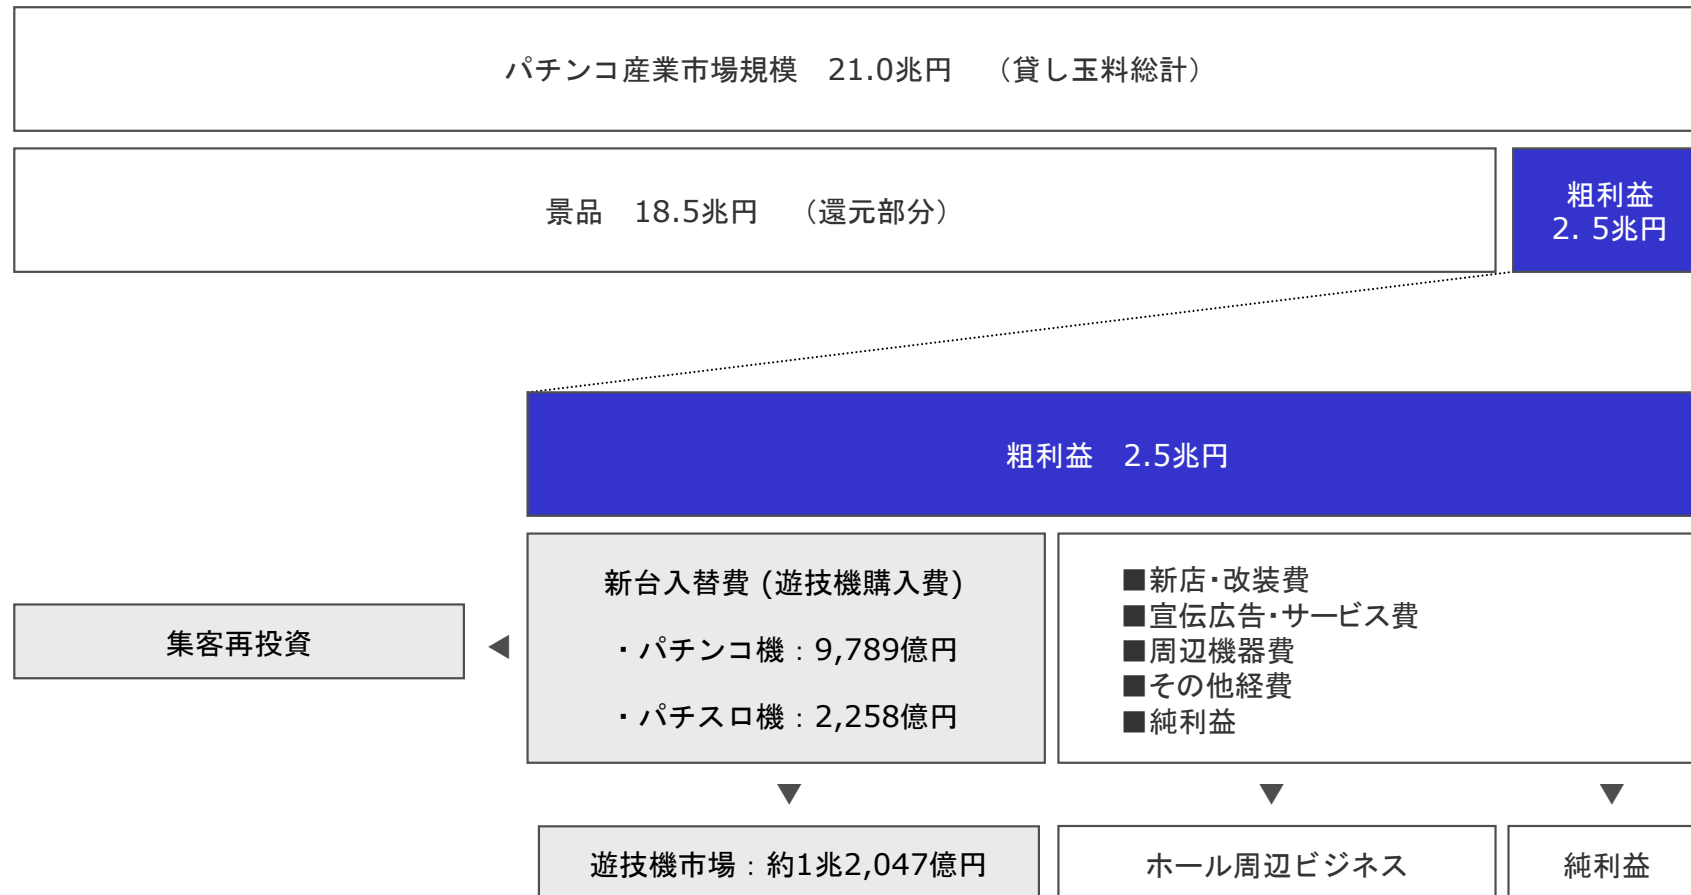 パチンコ産業市場規模　21.0兆円　（貸し玉料総計）
景品　18.5兆円　（還元部分）
粗利益
2. 5兆円
粗利益　2.5兆円
新台入替費 (遊技機購入費)
・パチンコ機：9,789億円
・パチスロ機：2,258億円
■新店・改装費
■宣伝広告・サービス費
■周辺機器費
■その他経費
■純利益
集客再投資
遊技機市場：約1兆2,047億円
ホール周辺ビジネス
純利益